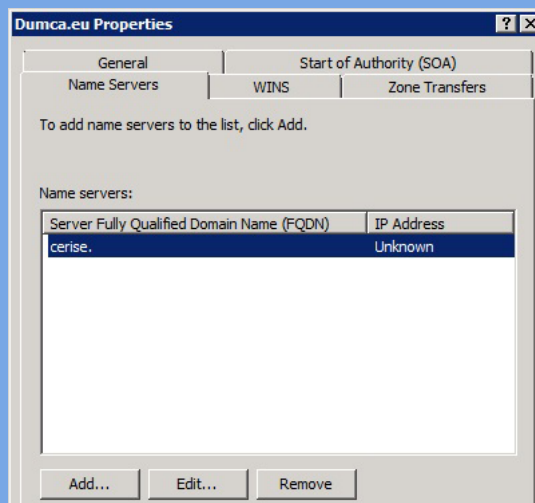 Dumca.eu Properties
? X
General Start of Authority (SOA)
Name Servers WINS Zone Transfers
To add name servers to the list, click Add.
Name servers:
Server Fully Qualified Domain Name (FQDN) IP Address
cerise. Unknown
Add... Edit... Remove